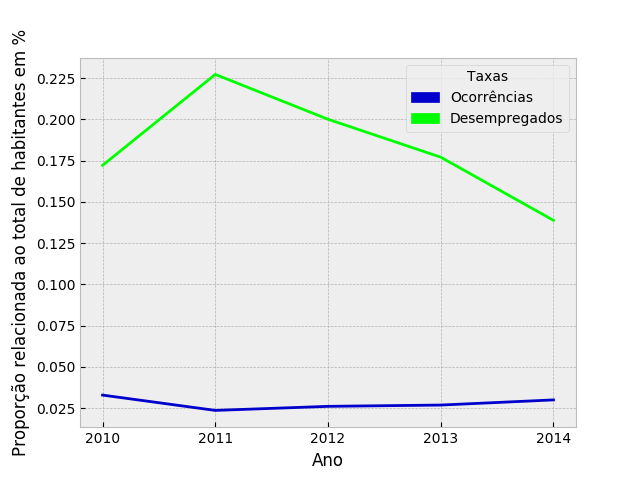 Proporção relacionada ao total de habitantes em %
0.225
0.200
0.175
0.150
0.125
0.100
0.075
0.050
0.025
Taxas
Ocorrências
Desempregados
2010 2011 2012 2013 2014
Ano